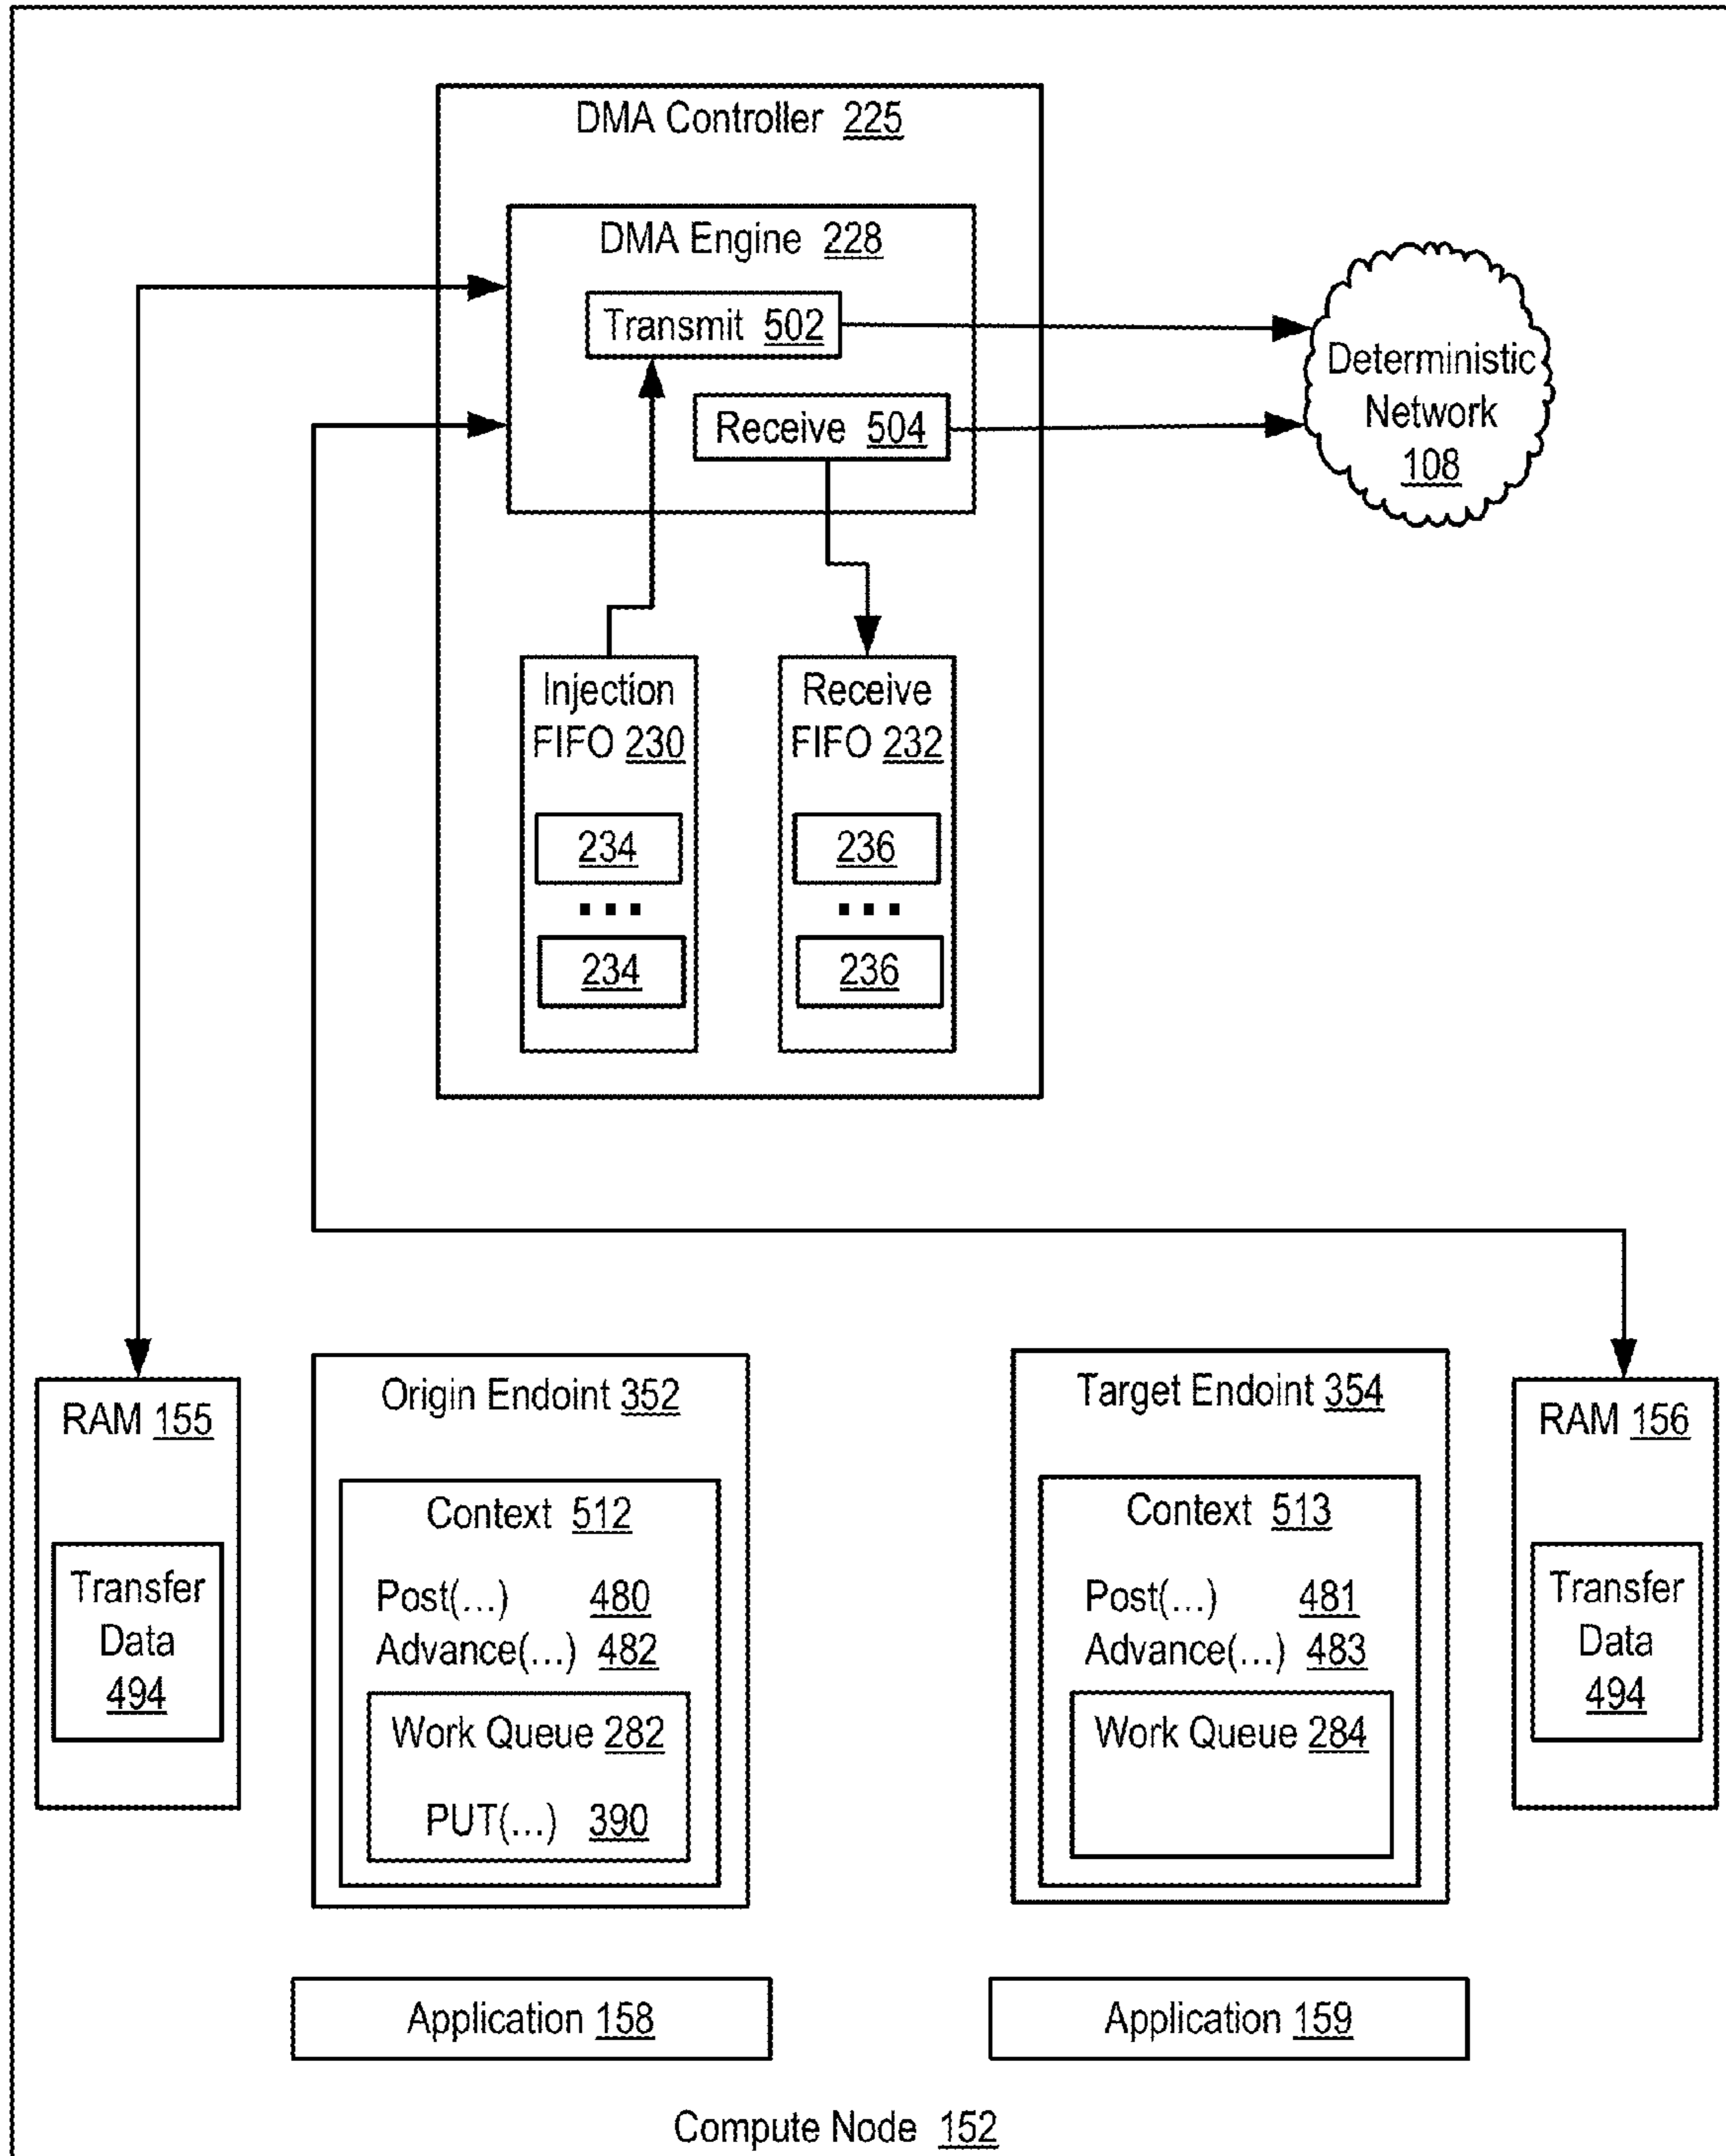 DMA Controller 225
DMA Engine 228
Transmit 502
Receive 504
Deterministic
Network
108
Injection
FIFO 230
234
...
234
Receive
FIFO 232
236
...
236
RAM 155
Transfer
Data
494
Origin Endoint 352
Context 512
Post(...) 480
Advance(...) 482
Work Queue 282
PUT(...) 390
Target Endoint 354
Context 513
Post(...) 481
Advance(...) 483
Work Queue 284
RAM 156
Transfer
Data
494
Application 158
Application 159
Compute Node 152